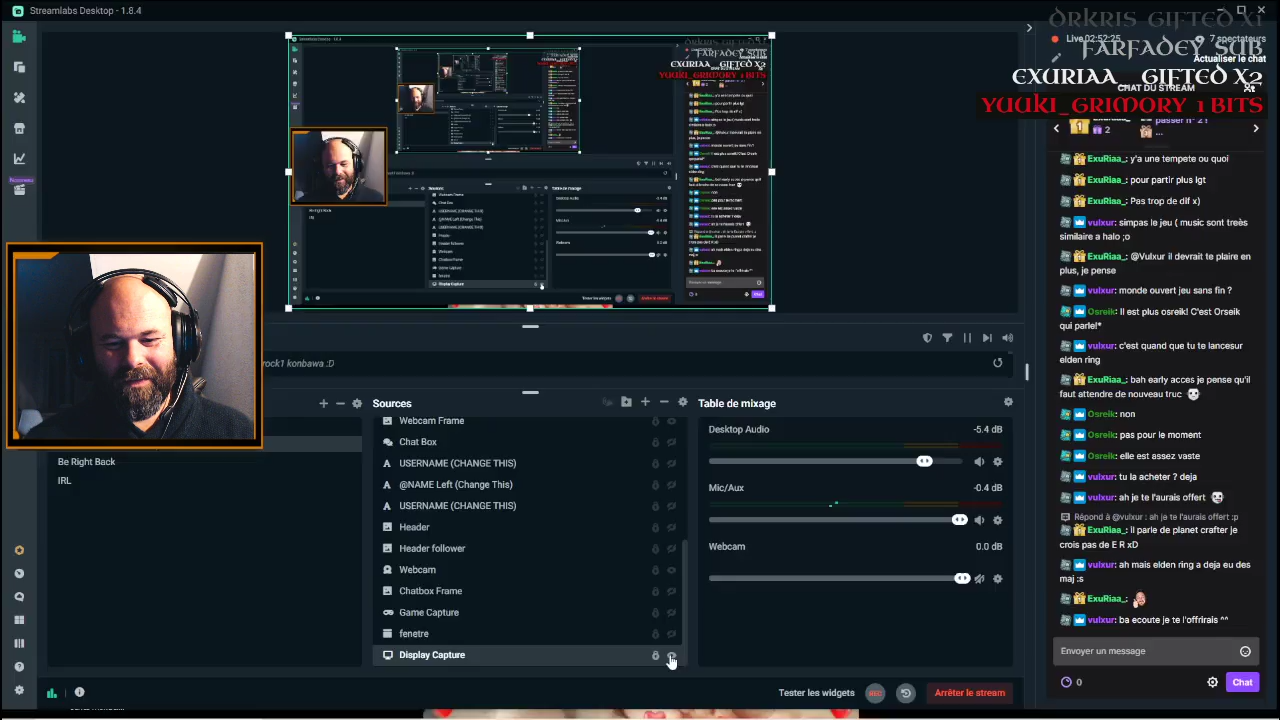 Streamlabs Desktop - 1.8.4
ORKRIS GIFTED X1
Live 02:52:25
7 spectateurs
FARFADEY SUB
Actualiser le chat
EXURIAA_ GIFTED X2
CHAT DU STREAM
YUUKI_GRIMORY 1 BITS
passer n° 21
2
...
ExuRiaa_: y'a une alerte ou quoi
ExuRiaa_: pour partir plus lgt
ExuRiaa_: Pas trop de dif x)
vulxur: apres le jeu / music sont treès
similaire a halo :o
ExuRiaa_: @Vulxur il devrait te plaire en
plus, je pense
vulxur: monde ouvert jeu sans fin ?
Osreik: Il est plus osreik! C'est Orseik
qui parle!*
vulxur: c'est quand que tu te lancesur
elden ring
ExuRiaa_: bah early acces je pense qu'il
faut attendre de nouveau truc
Osreik: non
Osreik: pas pour le moment
Osreik: elle est assez vaste
vulxur: tu la acheter ? deja
vulxur: ah je te l'aurais offert
Répond à @vulxur : ah je te l'aurais offert :p
ExuRiaa_: il parle de planet crafter je
crois pas de E R xD
vulxur: ah mais elden ring a deja eu des
maj :s
ExuRiaa_:
vulxur: ba ecoute je te l'offrirais ^^
Envoyer un message
0
Chat
rock1 konbawa :D
Be Right Back
IRL
Sources
Webcam Frame
Chat Box
USERNAME (CHANGE THIS)
@NAME Left (Change This)
USERNAME (CHANGE THIS)
Header
Header follower
Webcam
Chatbox Frame
Game Capture
fenetre
Display Capture
Table de mixage
Desktop Audio
-5.4 dB
Mic/Aux
-0.4 dB
Webcam
0.0 dB
Tester les widgets
REC
Arrêter le stream